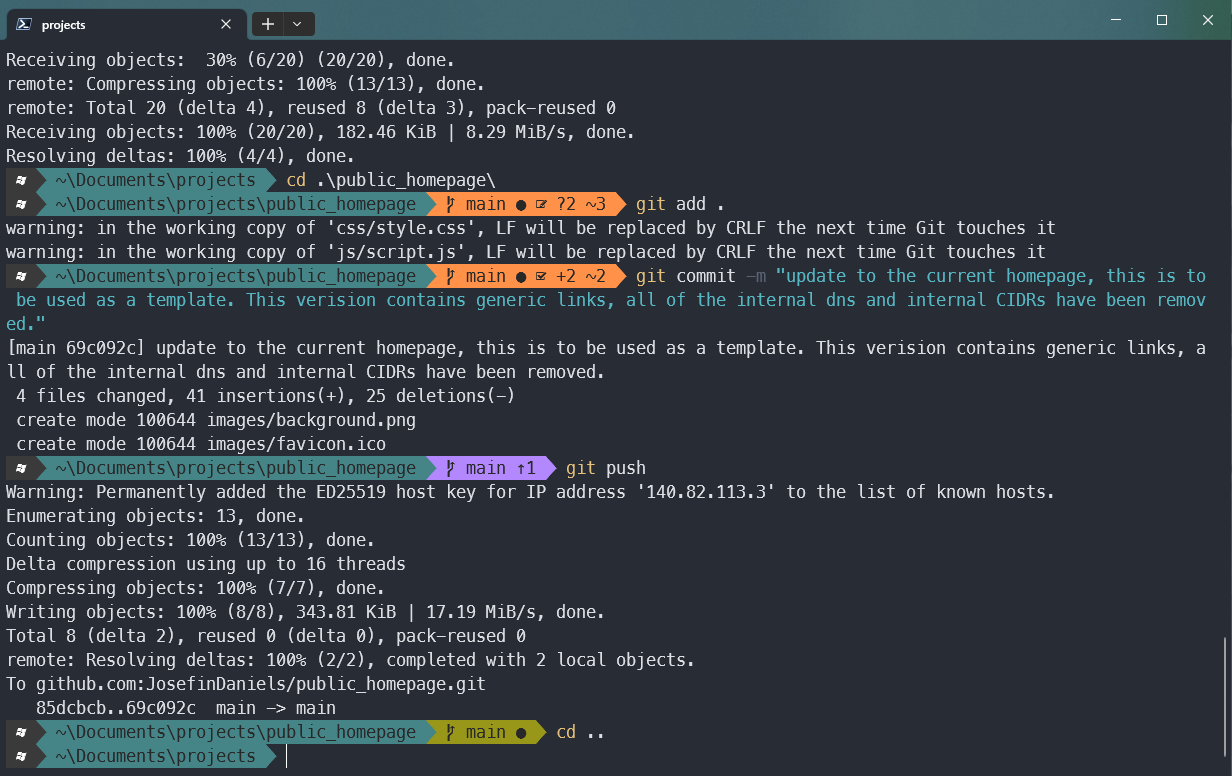 projects
Receiving objects:  30% (6/20) (20/20), done.
remote: Compressing objects: 100% (13/13), done.
remote: Total 20 (delta 4), reused 8 (delta 3), pack-reused 0
Receiving objects: 100% (20/20), 182.46 KiB | 8.29 MiB/s, done.
Resolving deltas: 100% (4/4), done.
~\Documents\projects cd .\public_homepage\
~\Documents\projects\public_homepage main ● ?2 ~3 git add .
warning: in the working copy of 'css/style.css', LF will be replaced by CRLF the next time Git touches it
warning: in the working copy of 'js/script.js', LF will be replaced by CRLF the next time Git touches it
~\Documents\projects\public_homepage main ● +2 ~2 git commit -m "update to the current homepage, this is to
be used as a template. This verision contains generic links, all of the internal dns and internal CIDRs have been remov
ed."
[main 69c092c] update to the current homepage, this is to be used as a template. This verision contains generic links, a
ll of the internal dns and internal CIDRs have been removed.
4 files changed, 41 insertions(+), 25 deletions(-)
create mode 100644 images/background.png
create mode 100644 images/favicon.ico
~\Documents\projects\public_homepage main ↑1 git push
Warning: Permanently added the ED25519 host key for IP address '140.82.113.3' to the list of known hosts.
Enumerating objects: 13, done.
Counting objects: 100% (13/13), done.
Delta compression using up to 16 threads
Compressing objects: 100% (7/7), done.
Writing objects: 100% (8/8), 343.81 KiB | 17.19 MiB/s, done.
Total 8 (delta 2), reused 0 (delta 0), pack-reused 0
remote: Resolving deltas: 100% (2/2), completed with 2 local objects.
To github.com:JosefinDaniels/public_homepage.git
85dcbcb..69c092c  main -> main
~\Documents\projects\public_homepage main ● cd ..
~\Documents\projects